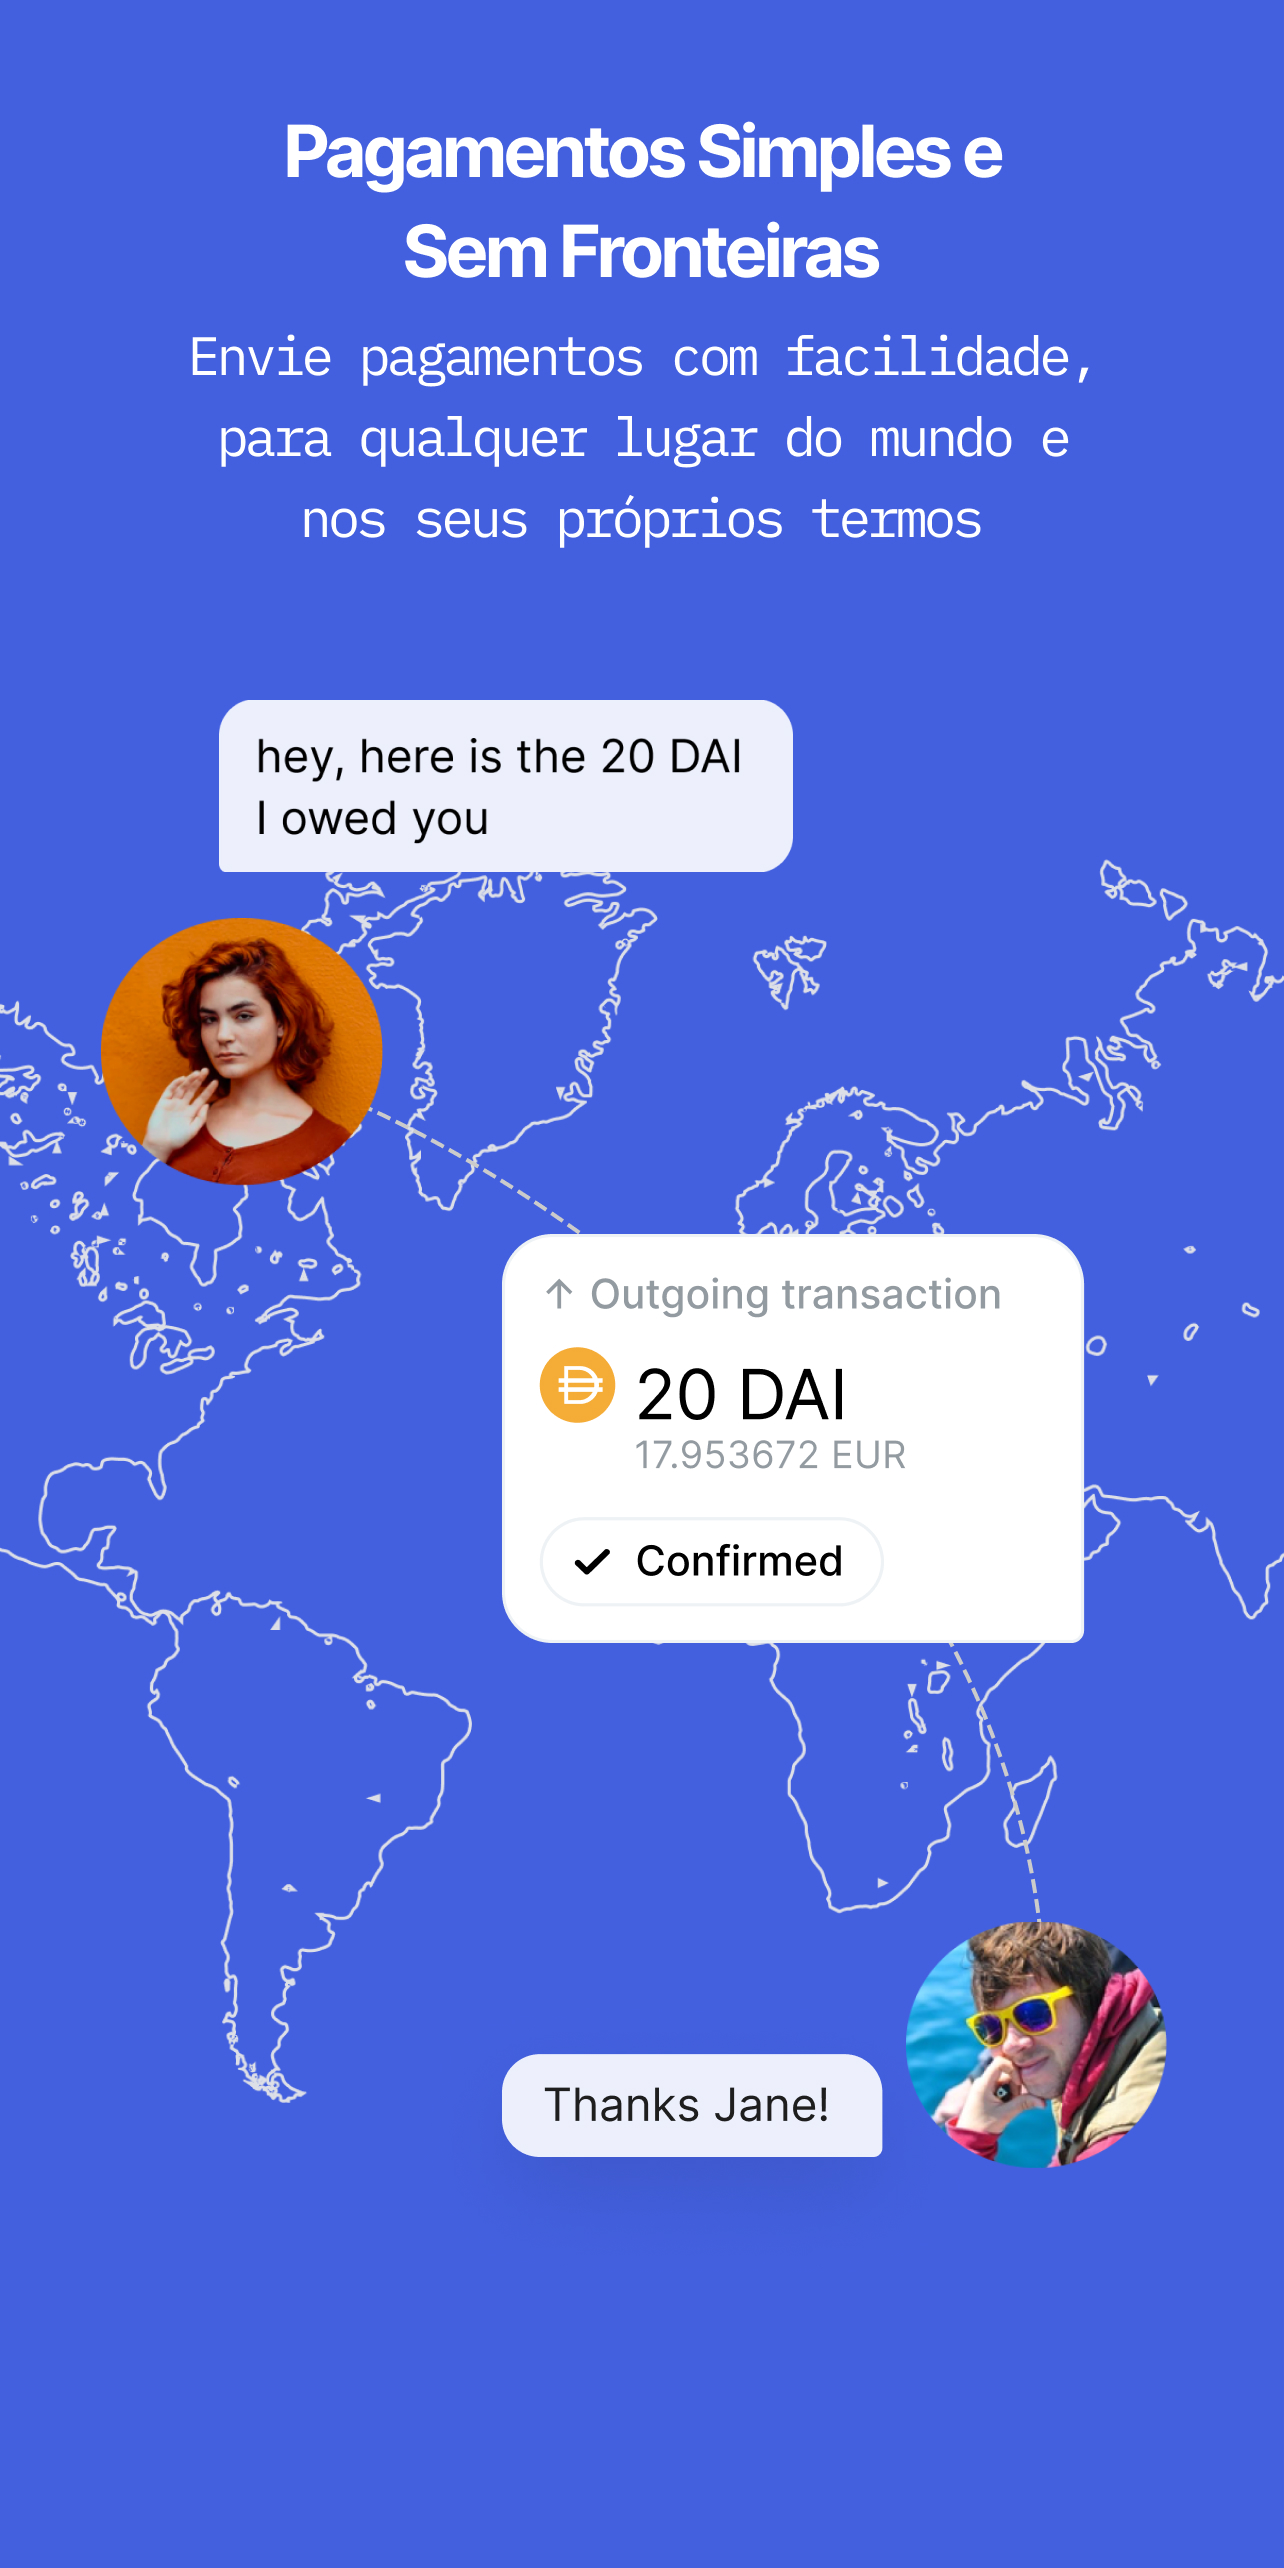 Pagamentos Simples e
Sem Fronteiras
Envie pagamentos com facilidade,
para qualquer lugar do mundo e
nos seus próprios termos
hey, here is the 20 DAI
I owed you
↑ Outgoing transaction
20 DAI
17.953672 EUR
Confirmed
Thanks Jane!